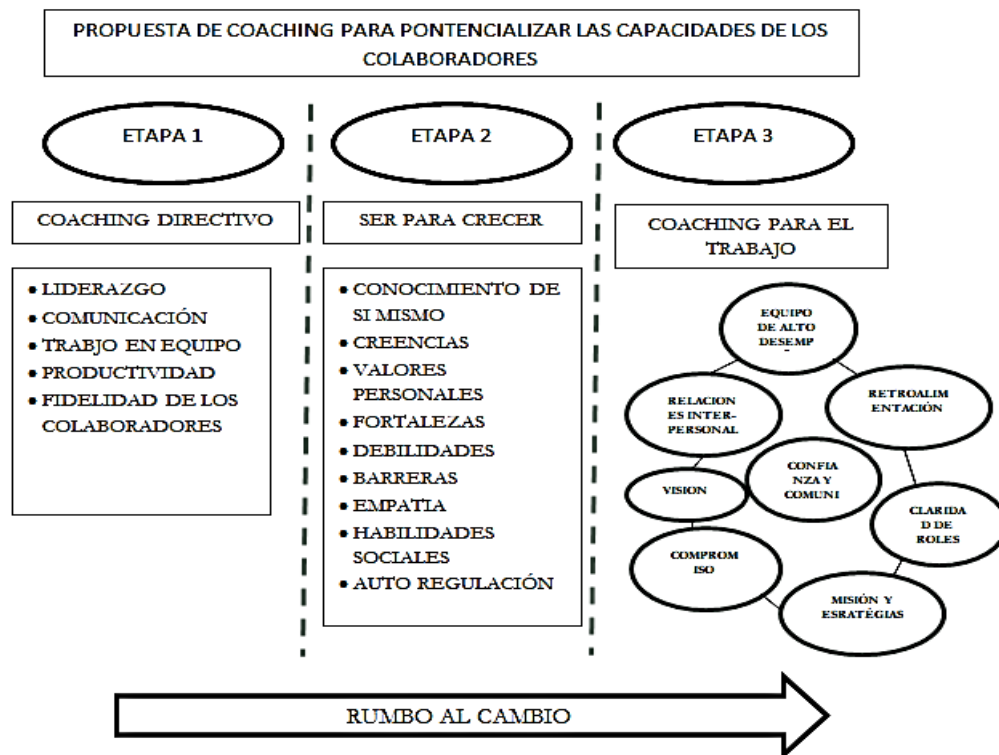 PROPUESTA DE COACHING PARA PONTENCIALIZAR LAS CAPACIDADES DE LOS
COLABORADORES
ETAPA 1
COACHING DIRECTIVO
• LIDERAZGO
• COMUNICACIÓN
• TRABJO EN EQUIPO
• PRODUCTIVIDAD
• FIDELIDAD DE LOS
COLABORADORES
ETAPA 2
SER PARA CRECER
• CONOCIMIENTO DE
SI MISMO
• CREENCIAS
• VALORES
PERSONALES
• FORTALEZAS
• DEBILIDADES
• BARRERAS
• EMPATIA
• HABILIDADES
SOCIALES
• AUTO REGULACIÓN
ETAPA 3
COACHING PARA EL
TRABAJO
EQUIPO
DE ALTO
DESEMP
RETROALIM
ENTACIÓN
RELACION
ES INTER-
PERSONAL
CONFIA
NZA Y
COMUNI
VISION
CLARIDA
D DE
ROLES
COMPROM
ISO
MISIÓN Y
ESRATÉGIAS
RUMBO AL CAMBIO